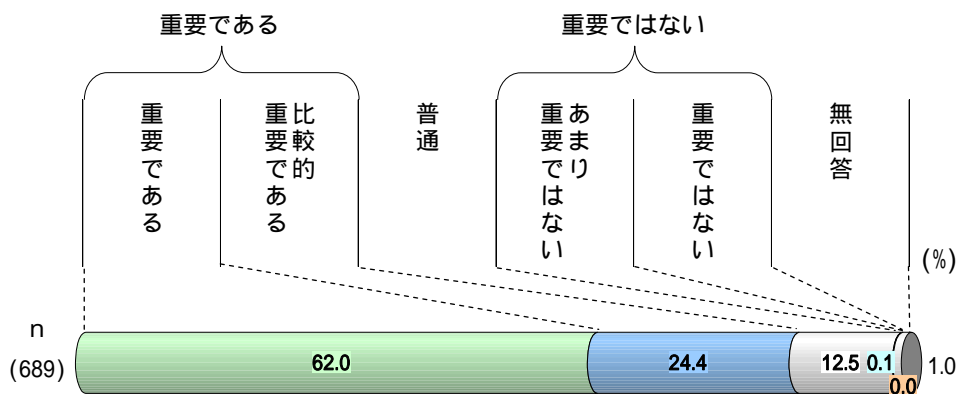 重要である
重要ではない
重要である
比較的
重要である
普通
あまり
重要ではない
重要ではない
無回答
(%)
n
(689)
62.0
24.4
12.5
0.1
0.0
1.0